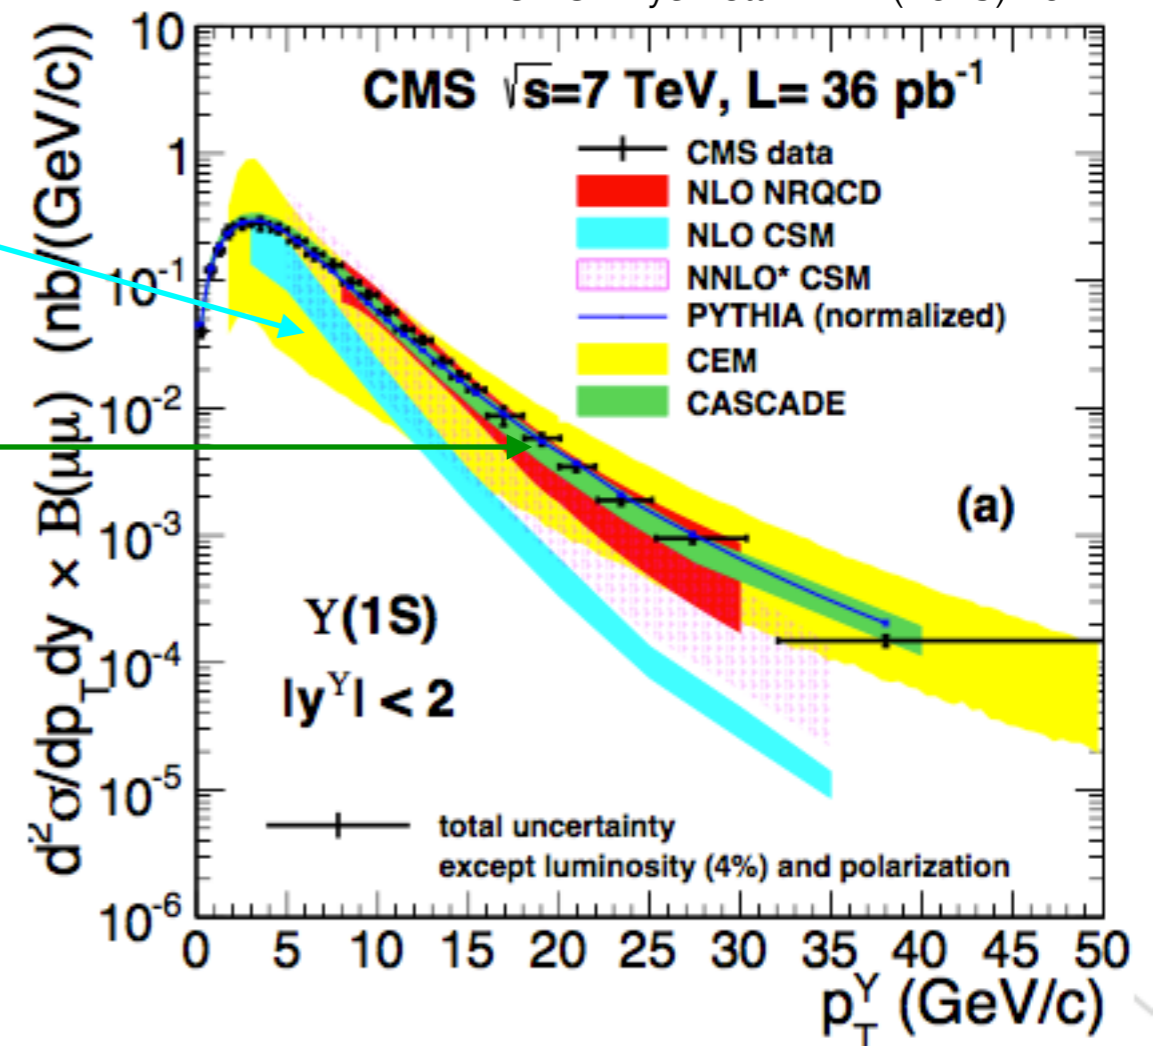 10
CMS √s=7 TeV, L= 36 pb⁻¹
CMS data
NLO NRQCD
NLO CSM
NNLO* CSM
PYTHIA (normalized)
CEM
CASCADE
1
10⁻¹
10⁻²
10⁻³
10⁻⁴
10⁻⁵
10⁻⁶
d²σ/dp_T dy × B(μμ) (nb/(GeV/c))
(a)
Υ(1S)
|y^Υ| < 2
total uncertainty
except luminosity (4%) and polarization
0 5 10 15 20 25 30 35 40 45 50
p_T^Υ (GeV/c)